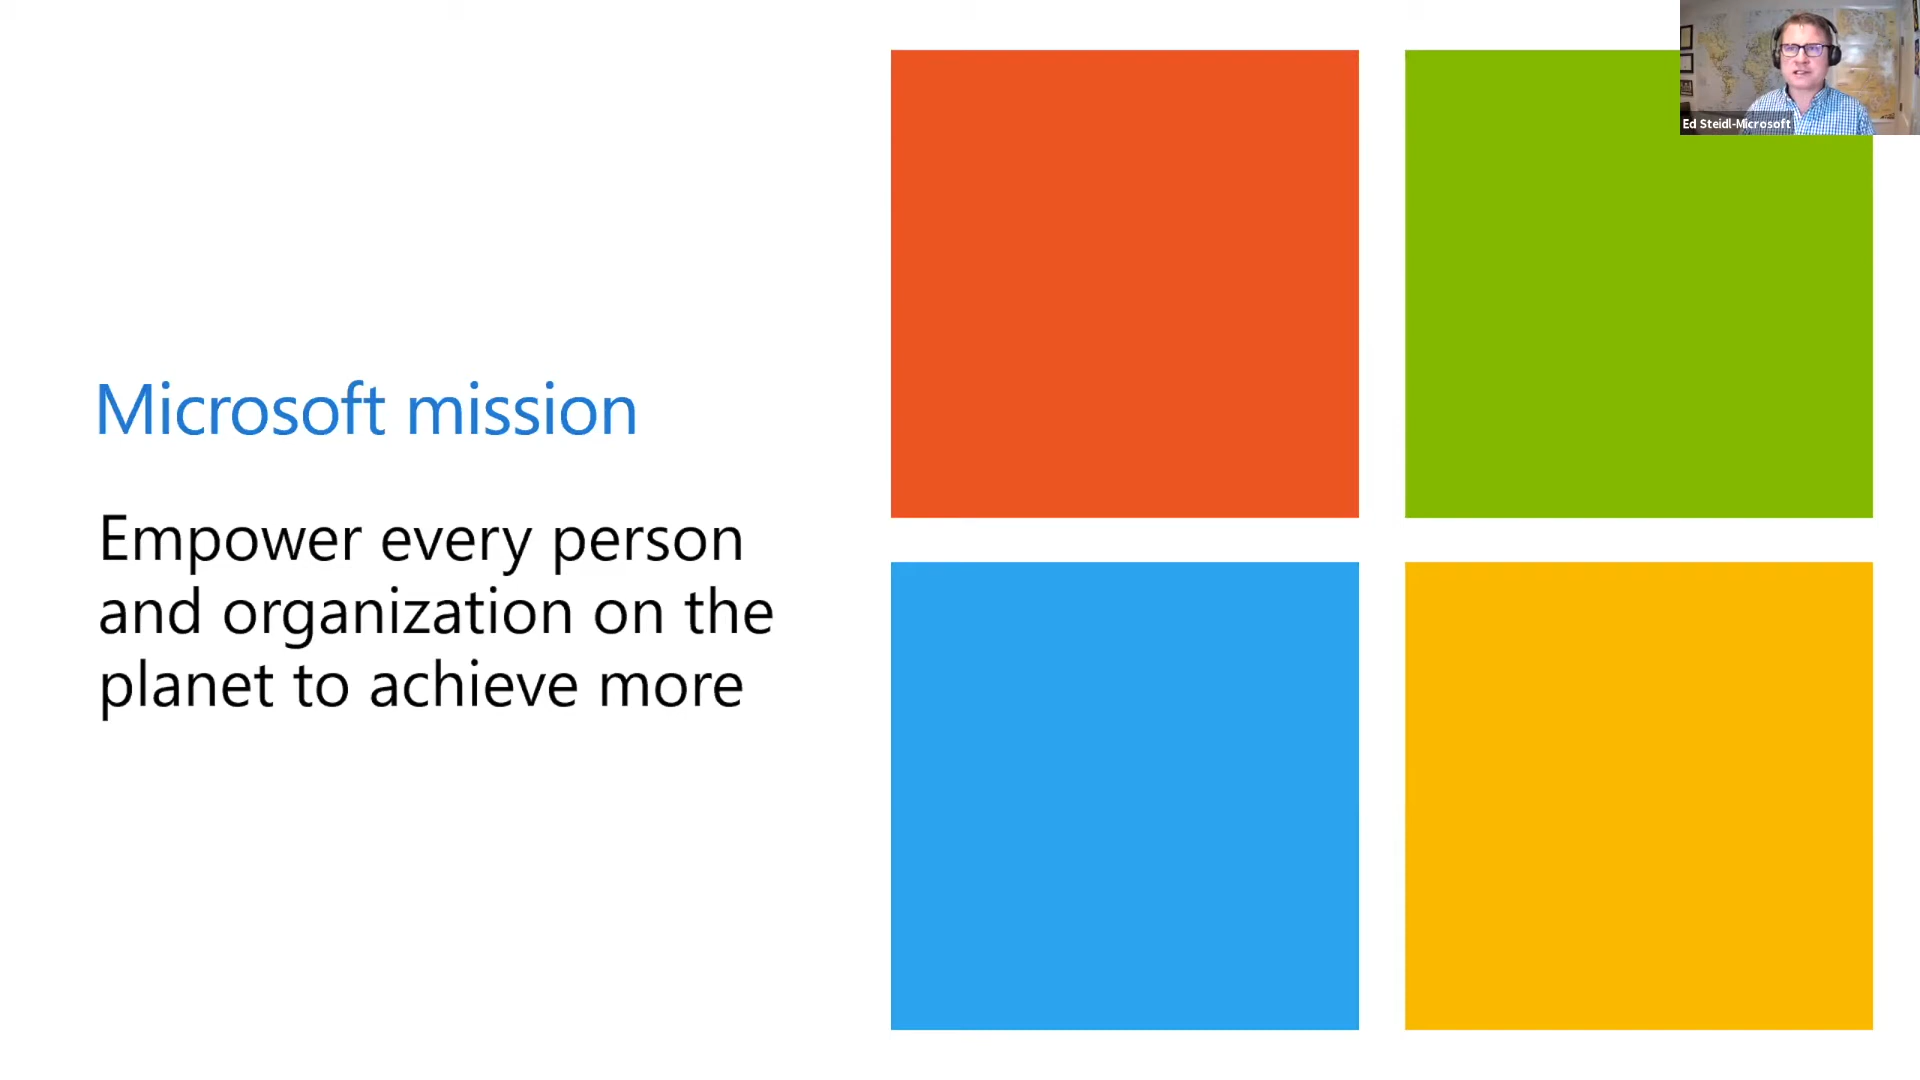 Ed Steidl-Microsoft
Microsoft mission
Empower every person
and organization on the
planet to achieve more